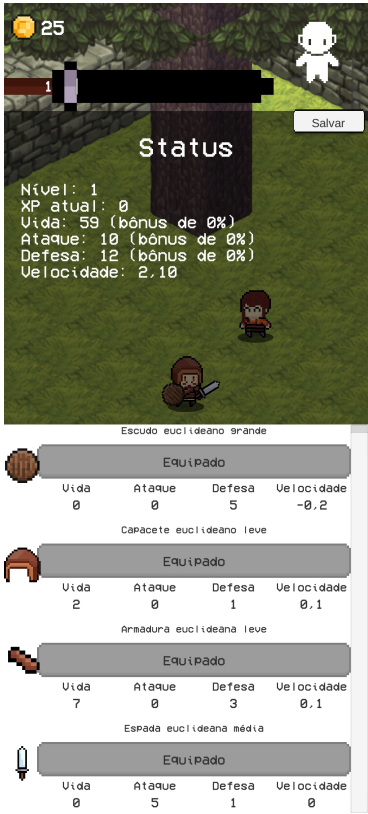 25
1
Salvar
Status
Nível: 1
XP atual: 0
Vida: 59 (bônus de 0%)
Ataque: 10 (bônus de 0%)
Defesa: 12 (bônus de 0%)
Velocidade: 2,10
Escudo euclideano grande
Equipado
Vida Ataque Defesa Velocidade
0 0 5 -0,2
Capacete euclideano leve
Equipado
Vida Ataque Defesa Velocidade
2 0 1 0,1
Armadura euclideana leve
Equipado
Vida Ataque Defesa Velocidade
7 0 3 0,1
Espada euclideana média
Equipado
Vida Ataque Defesa Velocidade
0 5 1 0